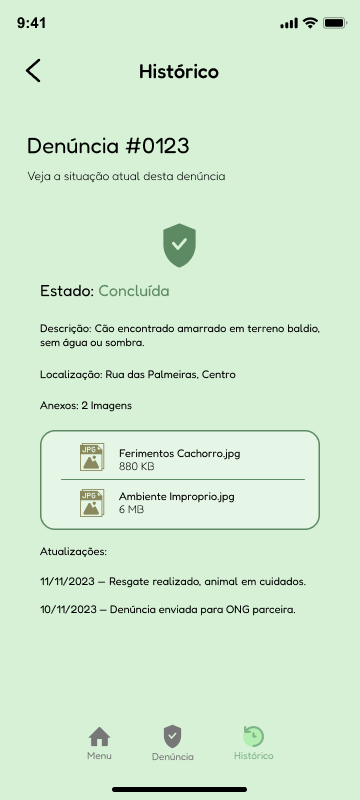 9:41
Histórico
Denúncia #0123
Veja a situação atual desta denúncia
Estado: Concluída
Descrição: Cão encontrado amarrado em terreno baldio,
sem água ou sombra.
Localização: Rua das Palmeiras, Centro
Anexos: 2 Imagens
JPG
Ferimentos Cachorro.jpg
880 KB
JPG
Ambiente Improprio.jpg
6 MB
Atualizações:
11/11/2023 — Resgate realizado, animal em cuidados.
10/11/2023 — Denúncia enviada para ONG parceira.
Menu
Denúncia
Histórico